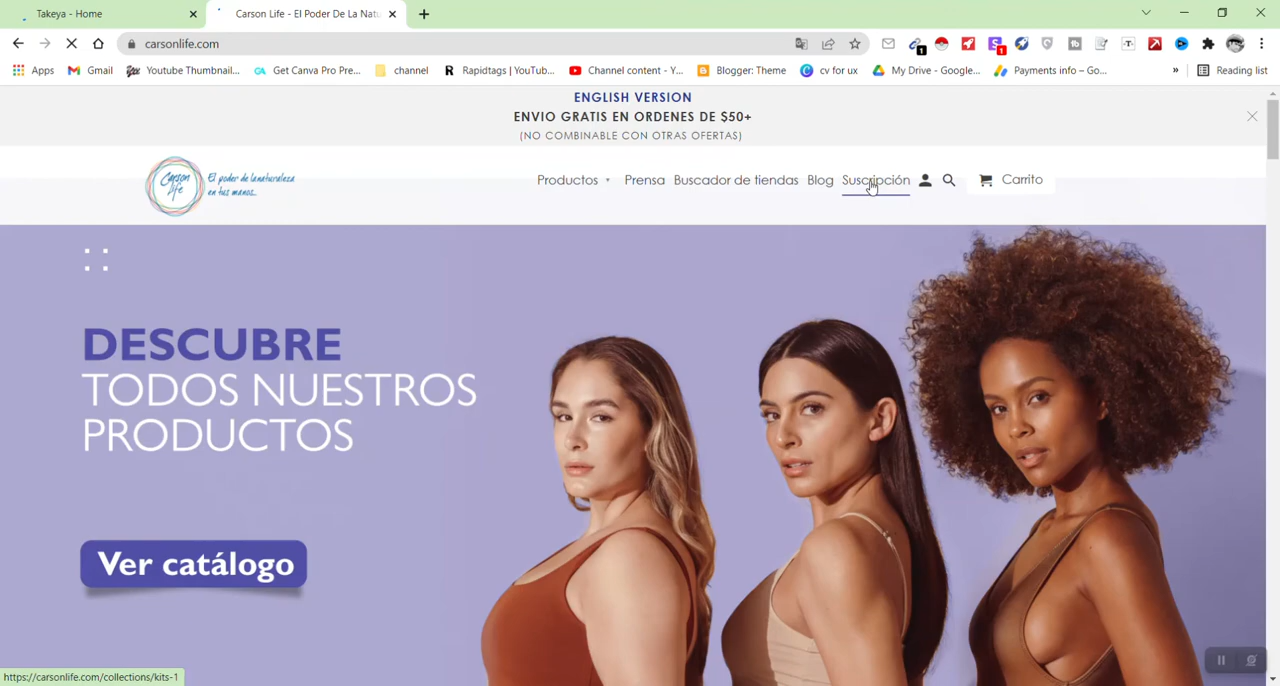 Takeya - Home
Carson Life - El Poder De La Natu
carsonlife.com
1
1
Apps
Gmail
Youtube Thumbnail...
Get Canva Pro Pre...
channel
Rapidtags | YouTub...
Channel content - Y...
Blogger: Theme
cv for ux
My Drive - Google...
Payments info – Go...
»
Reading list
ENGLISH VERSION
ENVIO GRATIS EN ORDENES DE $50+
(NO COMBINABLE CON OTRAS OFERTAS)
Carson life
El poder de la naturaleza
en tus manos...
Productos
Prensa
Buscador de tiendas
Blog
Suscripción
Carrito
DESCUBRE
TODOS NUESTROS
PRODUCTOS
Ver catálogo
https://carsonlife.com/collections/kits-1